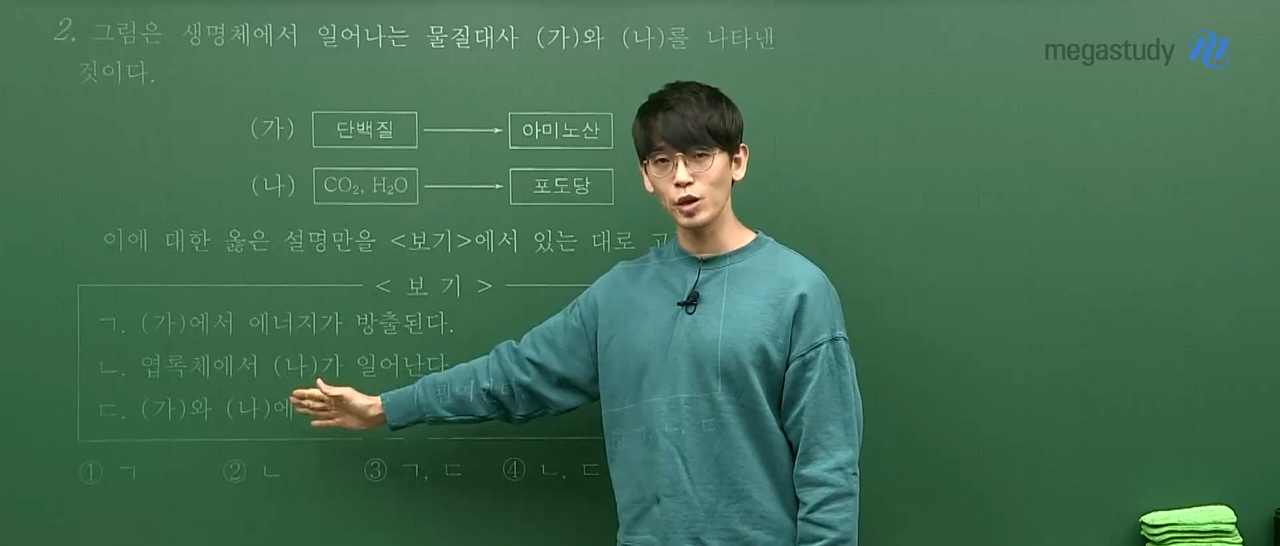 2. 그림은 생명체에서 일어나는 물질대사 (가)와 (나)를 나타낸
것이다.
megastudy
(가) 단백질 아미노산
(나) CO₂, H₂O 포도당
이에 대한 옳은 설명만을 <보기>에서 있는 대로
< 보 기 >
ㄱ. (가)에서 에너지가 방출된다.
ㄴ. 엽록체에서 (나)가 일어난다
ㄷ. (가)와 (나)에
① ㄱ ② ㄴ ③ ㄱ, ㄷ ④ ㄴ, ㄷ